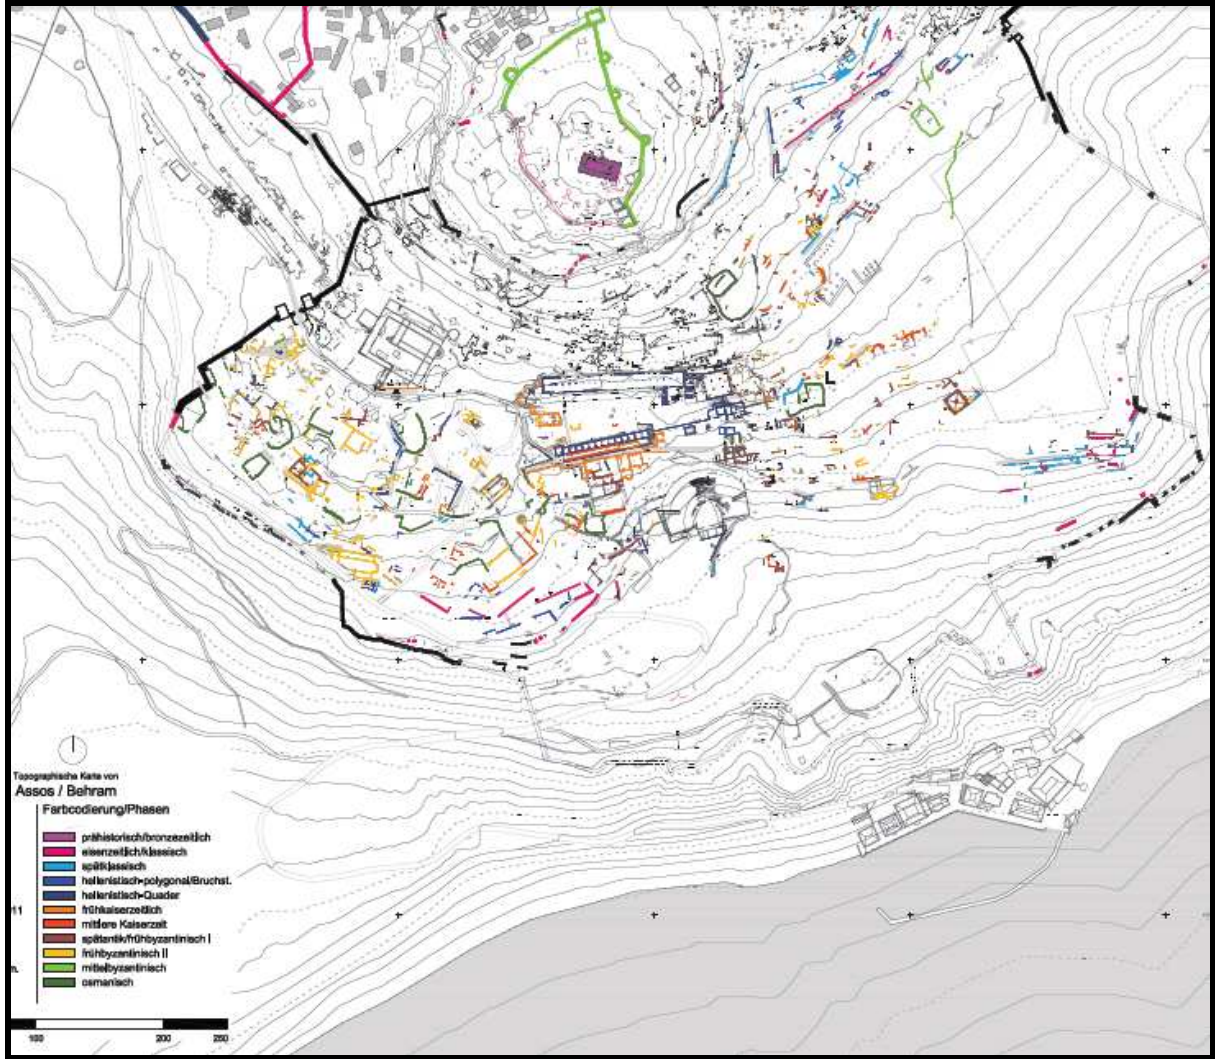 L
Topographische Karte von
Assos / Behram
Farbcodierung/Phasen
prähistorisch/bronzezeitlich
eisenzeitlich/klassisch
spätklassisch
hellenistisch-polygonal/Bruchst.
hellenistisch-Quader
frühkaiserzeitlich
11
mittlere Kaiserzeit
spätantik/frühbyzantinisch I
frühbyzantinisch II
m.
mittelbyzantinisch
osmanisch
100 200 250